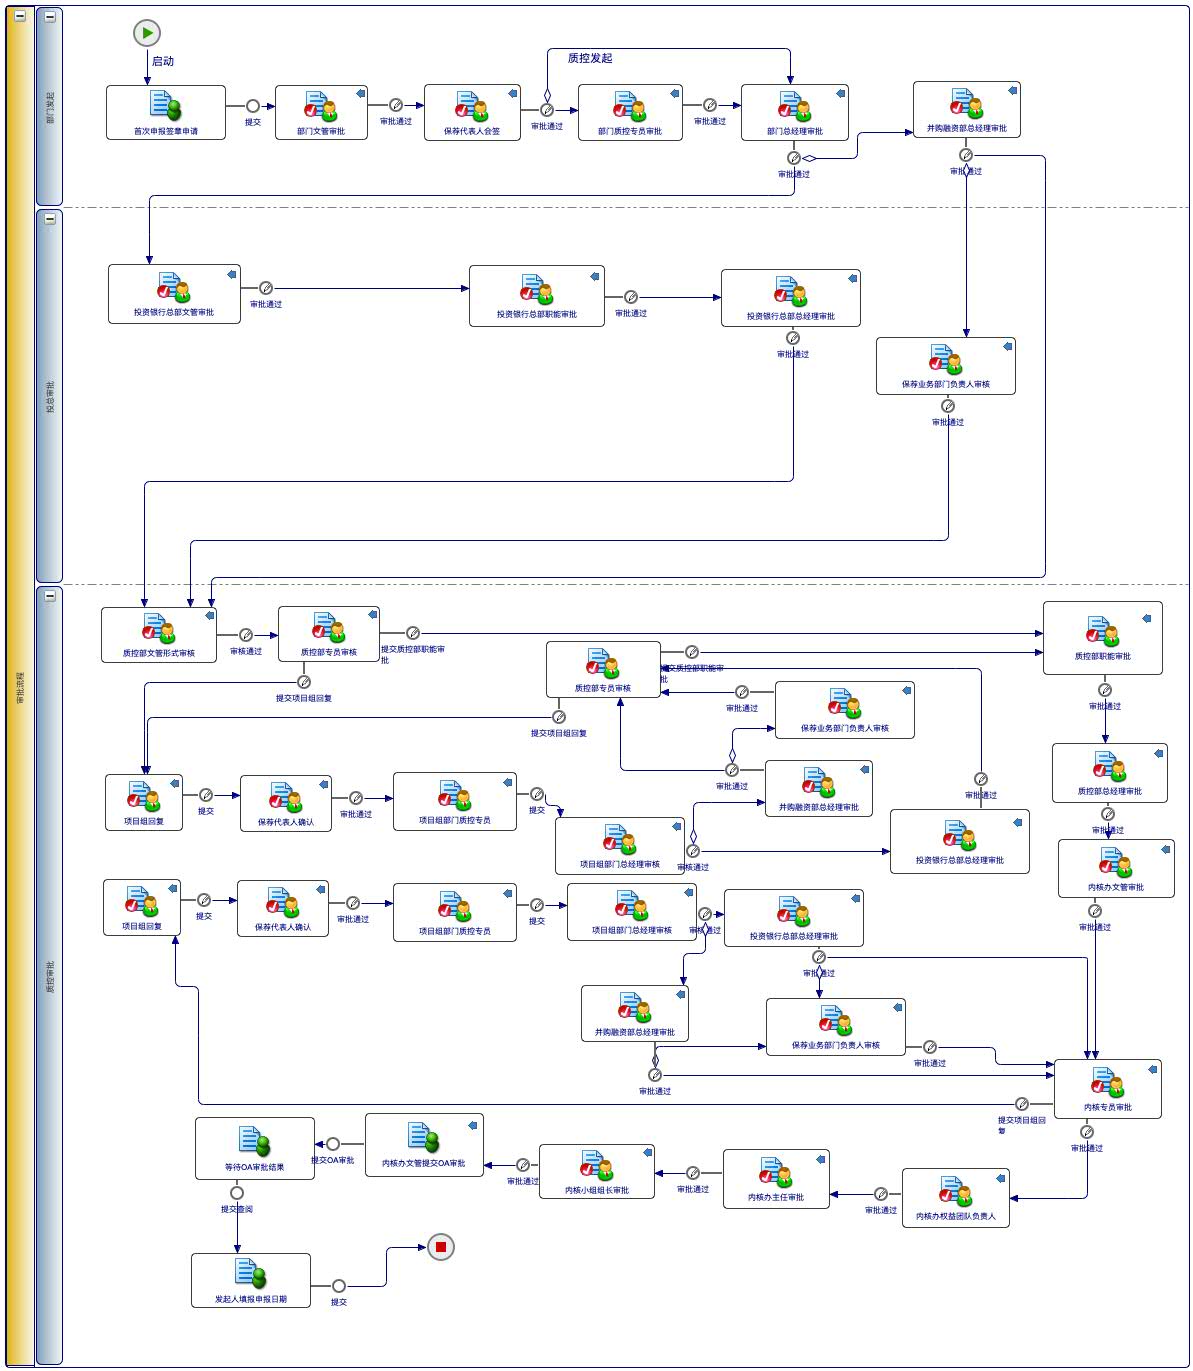 审批流程
部门发起
启动
质控发起
首次申报签章申请
提交
部门文管审批
审批通过
保荐代表人会签
审批通过
部门质控专员审批
审批通过
部门总经理审批
审批通过
并购融资部总经理审批
审批通过
投总审批
投资银行总部文管审批
审批通过
投资银行总部职能审批
审批通过
投资银行总部总经理审批
审批通过
保荐业务部门负责人审核
审批通过
质控审批
质控部文管形式审核
审核通过
质控部专员审核
提交质控部职能审
批
提交项目组回复
质控部专员审核
提交质控部职能审
批
提交项目组回复
质控部职能审批
审批通过
保荐业务部门负责人审核
审批通过
审批通过
并购融资部总经理审批
质控部总经理审批
审批通过
项目组回复
提交
保荐代表人确认
审批通过
项目组部门质控专员
提交
项目组部门总经理审核
审核通过
投资银行总部总经理审批
审批通过
内核办文管审批
审批通过
项目组回复
提交
保荐代表人确认
审批通过
项目组部门质控专员
提交
项目组部门总经理审核
审核通过
投资银行总部总经理审批
审批通过
并购融资部总经理审批
审批通过
保荐业务部门负责人审核
审批通过
内核专员审批
提交项目组回
复
审批通过
等待OA审批结果
提交OA审批
内核办文管提交OA审批
审批通过
内核小组组长审批
审批通过
内核办主任审批
审批通过
内核办权益团队负责人
提交查阅
发起人填报申报日期
提交